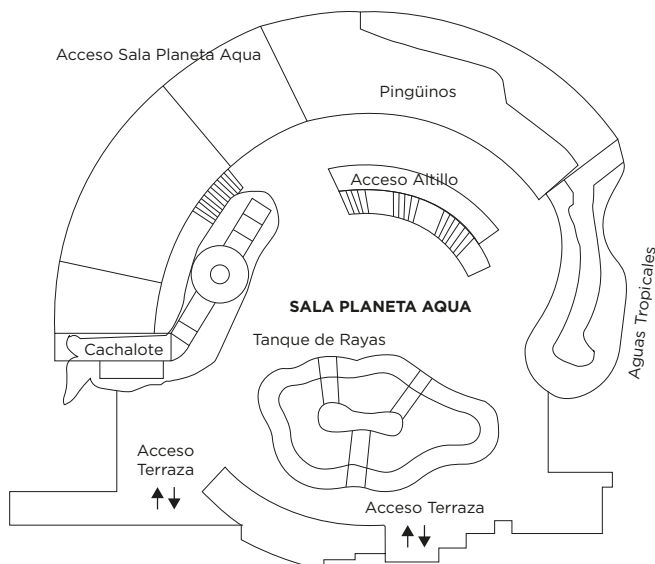 Acceso Sala Planeta Aqua
Pingüinos
Acceso Altillo
SALA PLANETA AQUA
Aguas Tropicales
Cachalote
Tanque de Rayas
Acceso
Terraza
Acceso Terraza